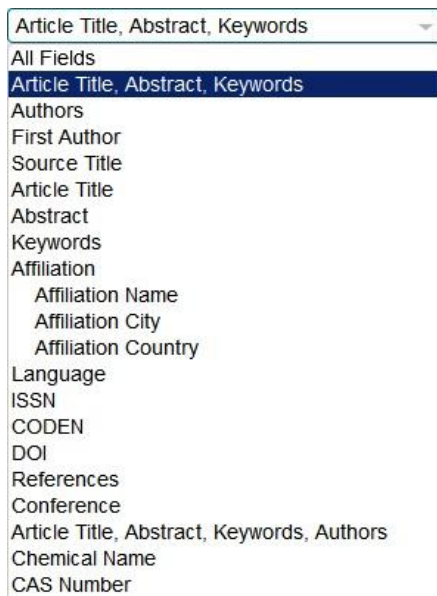 Article Title, Abstract, Keywords
All Fields
Article Title, Abstract, Keywords
Authors
First Author
Source Title
Article Title
Abstract
Keywords
Affiliation
Affiliation Name
Affiliation City
Affiliation Country
Language
ISSN
CODEN
DOI
References
Conference
Article Title, Abstract, Keywords, Authors
Chemical Name
CAS Number